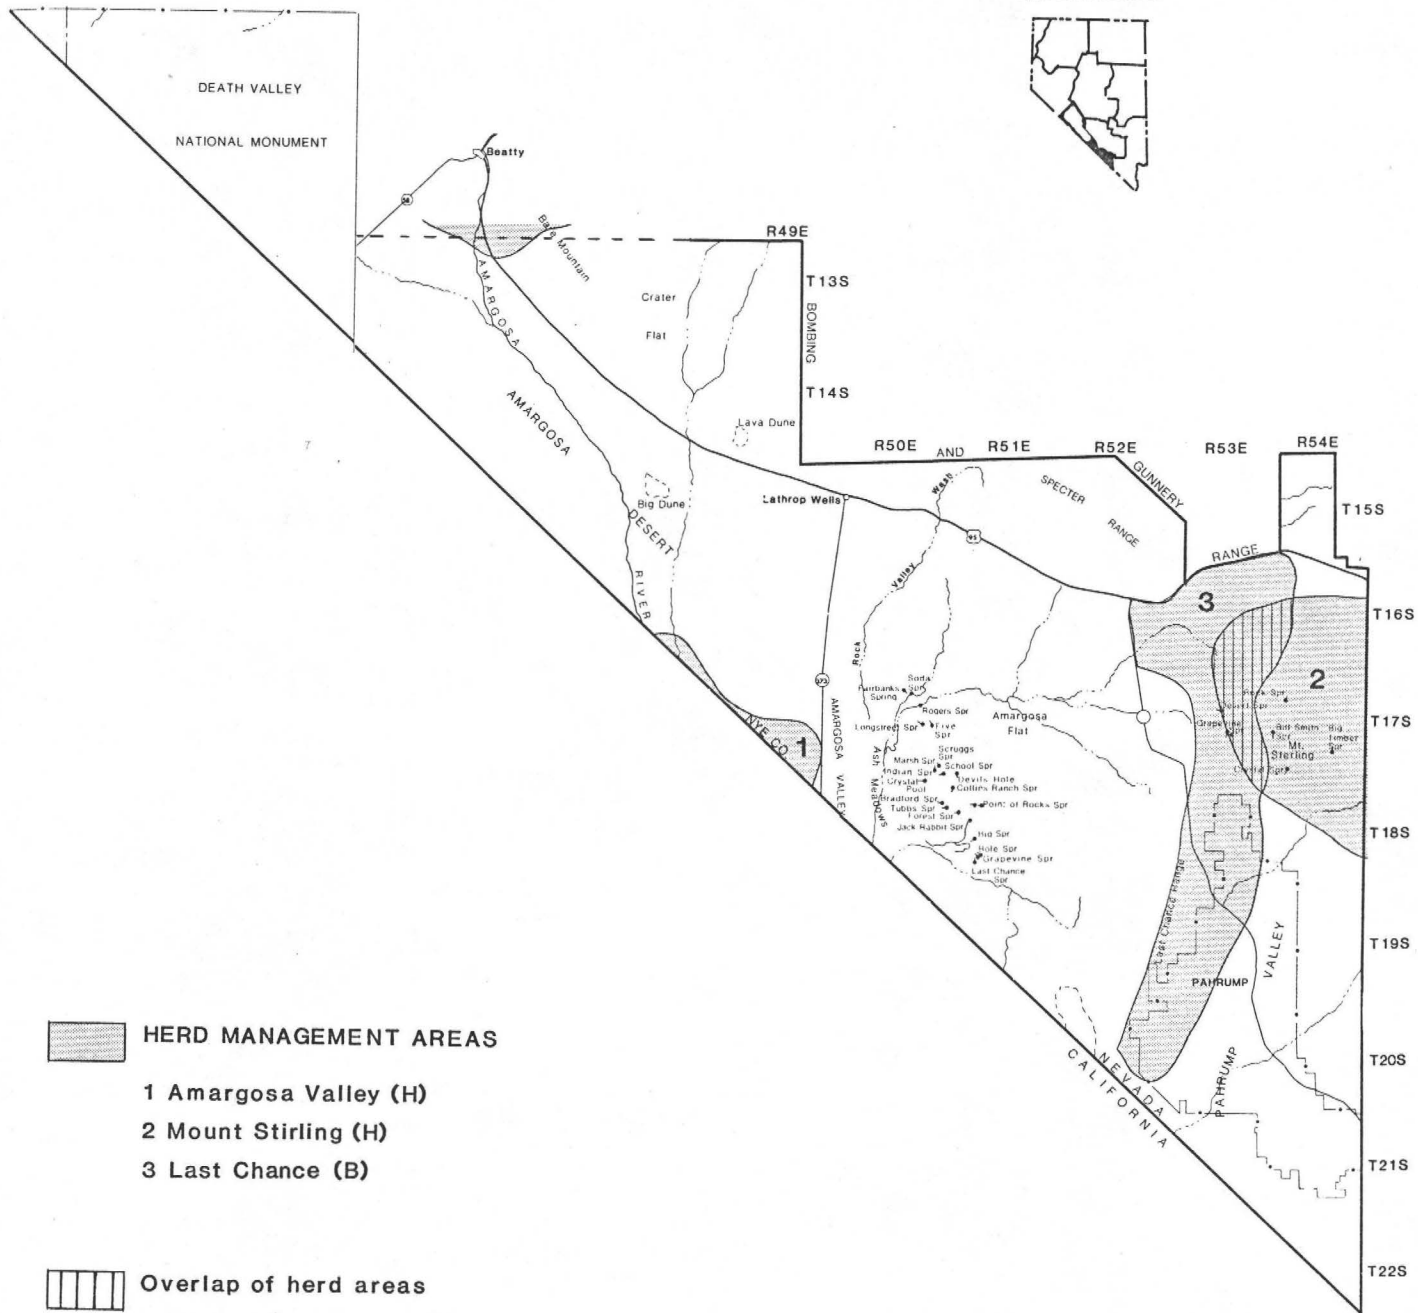 DEATH VALLEY
NATIONAL MONUMENT
Beatty
Bare Mountain
R49E
T13S
BOMBING
Crater
Flat
T14S
AMARGOSA
AMARGOSA
Lava Dune
R50E
AND
R51E
R52E
R53E
R54E
GUNNERY
Wash
SPECTER
RANGE
Big Dune
DESERT
Lathrop Wells
95
T15S
RANGE
RIVER
Valley
Rock
3
T16S
373
2
Soda
Spr
Fairbanks
Spring
Rogers Spr
Longstreet Spr
Five
Spr
Amargosa
Flat
Grapevine
Spr
Big
Timber
Spr
T17S
NYE CO
1
AMARGOSA VALLEY
Ash Meadows
Scruggs
Spr
Marsh Spr
School Spr
Indian Spr
Devils Hole
Crystal
Pool
Collins Ranch Spr
Mt.
Sterling
Bradford Spr
Point of Rocks Spr
Tubbs Spr
Forest Spr
Jack Rabbit Spr
T18S
Hole Spr
Grapevine Spr
Last Chance
Spr
Last Chance Range
VALLEY
T19S
PAHRUMP
HERD MANAGEMENT AREAS
NEVADA
CALIFORNIA
PAHRUMP
T20S
1 Amargosa Valley (H)
2 Mount Stirling (H)
3 Last Chance (B)
T21S
Overlap of herd areas
T22S